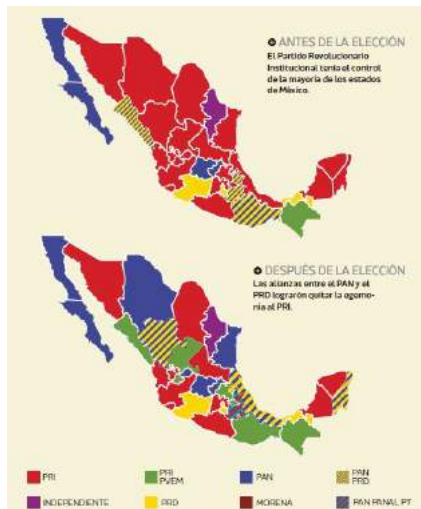 ANTES DE LA ELECCIÓN
El Partido Revolucionario
Institucional tenía el control
de la mayoría de los estados
de México.
DESPUÉS DE LA ELECCIÓN
Las alianzas entre el PAN y el
PRD lograrón quitar la egemo-
nía al PRI.
PRI
PRI
PVEM
PAN
PAN
PRD
INDEPENDIENTE
PRD
MORENA
PAN PANAL PT